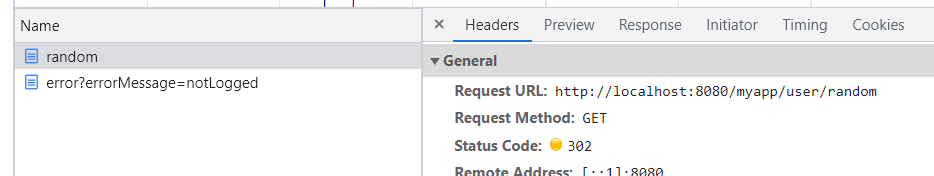 Name
random
error?errorMessage=notLogged
× Headers Preview Response Initiator Timing Cookies
▼ General
Request URL: http://localhost:8080/myapp/user/random
Request Method: GET
Status Code: 302
Remote Address: [::1]:8080